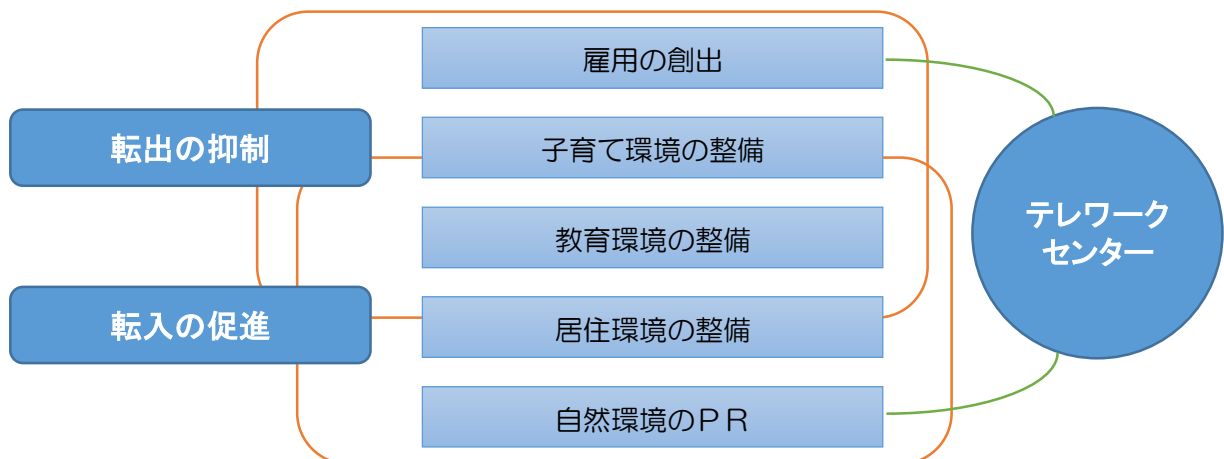 雇用の創出
転出の抑制
子育て環境の整備
教育環境の整備
転入の促進
居住環境の整備
自然環境のＰＲ
テレワーク
センター